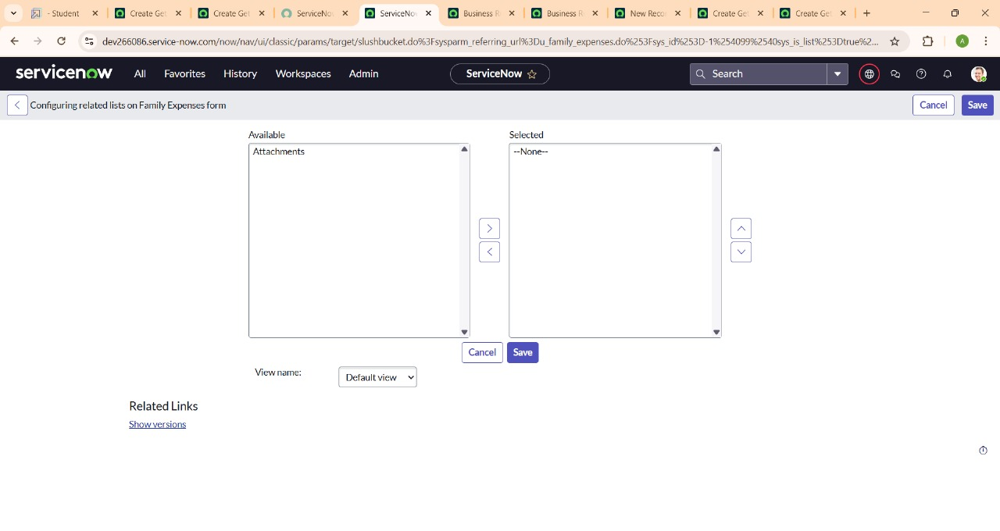 - Student
Create Get
Create Get
ServiceNo
ServiceNo
Business R
Business R
New Reco
Create Get
Create Get
dev266086.service-now.com/now/nav/ui/classic/params/target/slushbucket.do%3Fsysparm_referring_url%3Du_family_expenses.do%253Fsys_id%253D-1%254099%2540sys_is_list%253Dtrue%2...
A
servicenow
All
Favorites
History
Workspaces
Admin
ServiceNow
Search
Configuring related lists on Family Expenses form
Cancel
Save
Available
Selected
Attachments
--None--
Cancel
Save
View name:
Default view
Related Links
Show versions